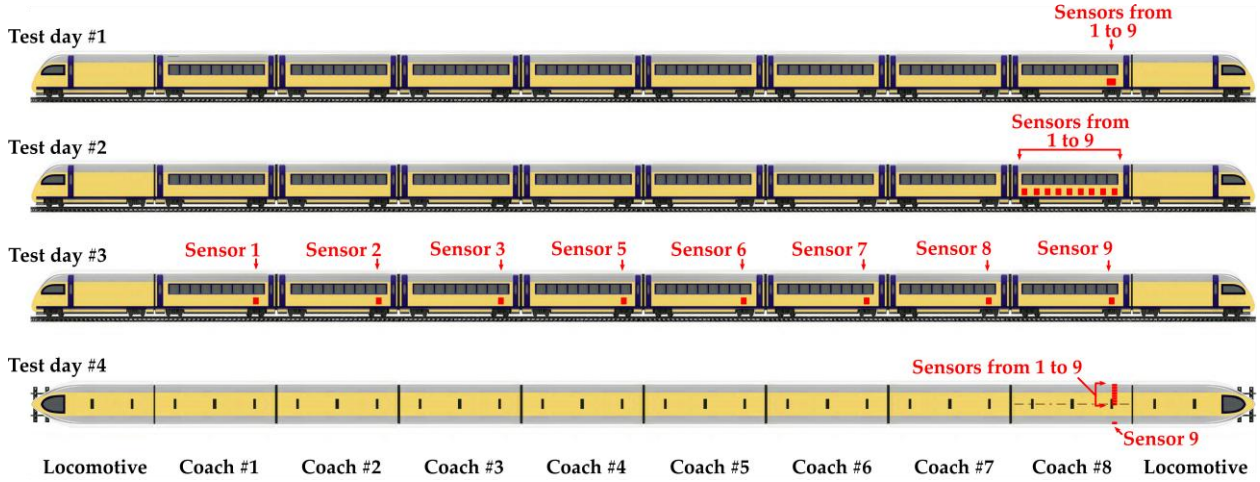 Sensors from
1 to 9
Test day #1
Sensors from
1 to 9
Test day #2
Test day #3
Sensor 1
Sensor 2
Sensor 3
Sensor 5
Sensor 6
Sensor 7
Sensor 8
Sensor 9
Test day #4
Sensors from 1 to 9
Sensor 9
Locomotive
Coach #1
Coach #2
Coach #3
Coach #4
Coach #5
Coach #6
Coach #7
Coach #8
Locomotive